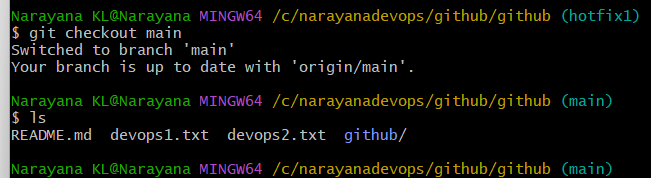 Narayana KL@Narayana MINGW64 /c/narayanadevops/github/github (hotfix1)
$ git checkout main
Switched to branch 'main'
Your branch is up to date with 'origin/main'.
Narayana KL@Narayana MINGW64 /c/narayanadevops/github/github (main)
$ ls
README.md  devops1.txt  devops2.txt  github/
Narayana KL@Narayana MINGW64 /c/narayanadevops/github/github (main)